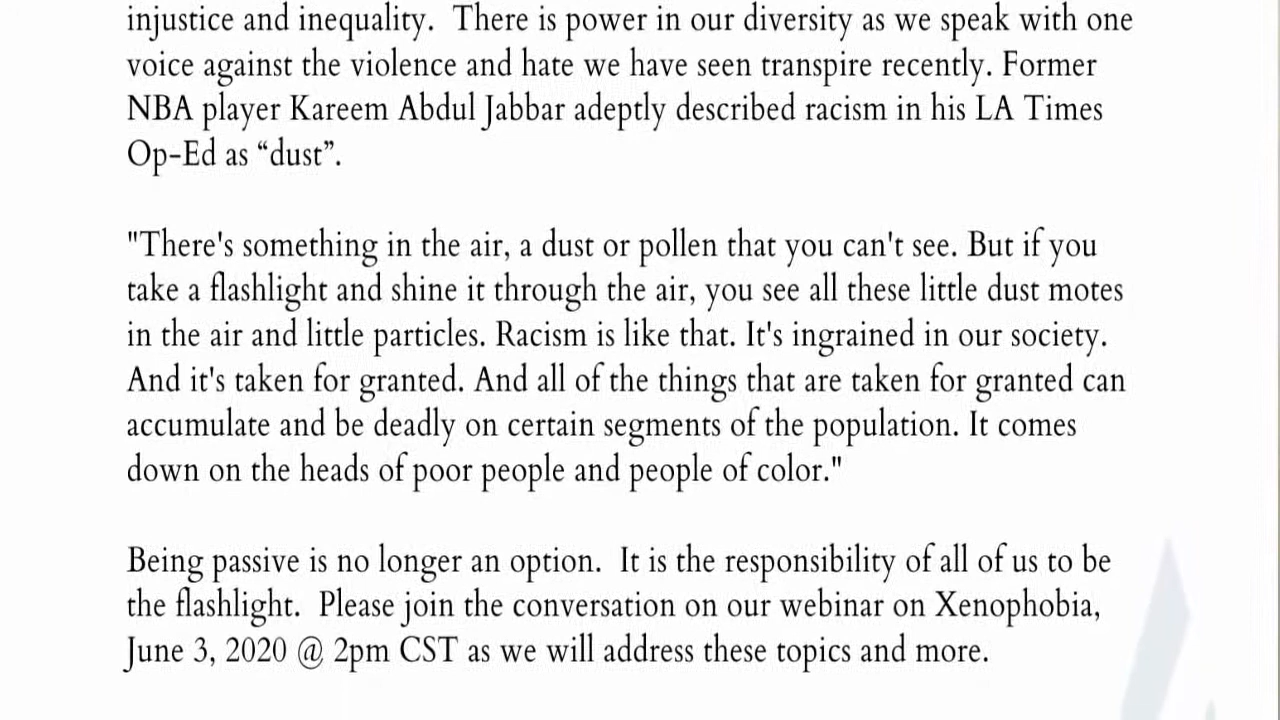 injustice and inequality.  There is power in our diversity as we speak with one
voice against the violence and hate we have seen transpire recently. Former
NBA player Kareem Abdul Jabbar adeptly described racism in his LA Times
Op-Ed as “dust”.
"There's something in the air, a dust or pollen that you can't see. But if you
take a flashlight and shine it through the air, you see all these little dust motes
in the air and little particles. Racism is like that. It's ingrained in our society.
And it's taken for granted. And all of the things that are taken for granted can
accumulate and be deadly on certain segments of the population. It comes
down on the heads of poor people and people of color."
Being passive is no longer an option.  It is the responsibility of all of us to be
the flashlight.  Please join the conversation on our webinar on Xenophobia,
June 3, 2020 @ 2pm CST as we will address these topics and more.